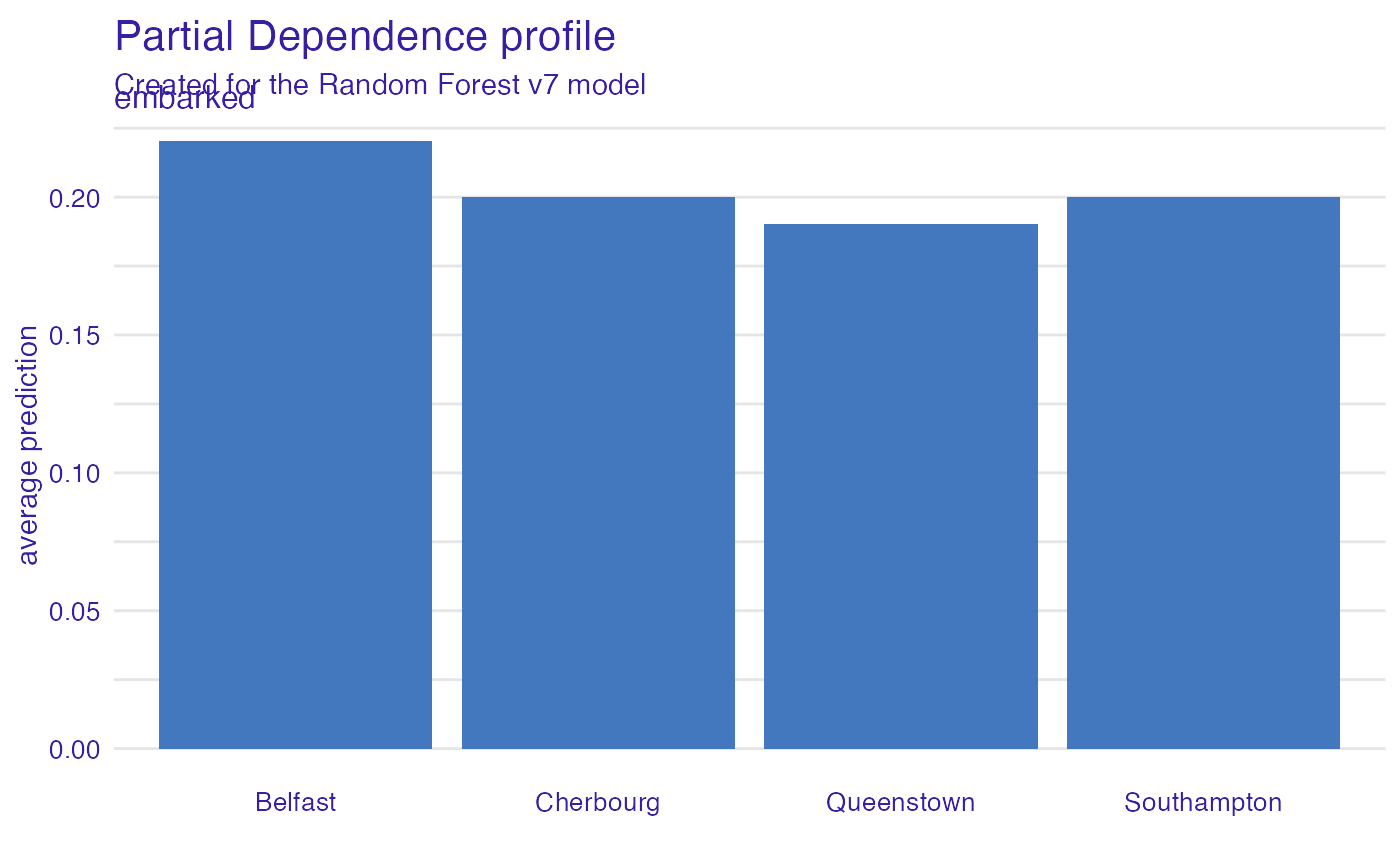 Partial Dependence profile
Created for the Random Forest v7 model
embarked
average prediction
0.20
0.15
0.10
0.05
0.00
Belfast Cherbourg Queenstown Southampton